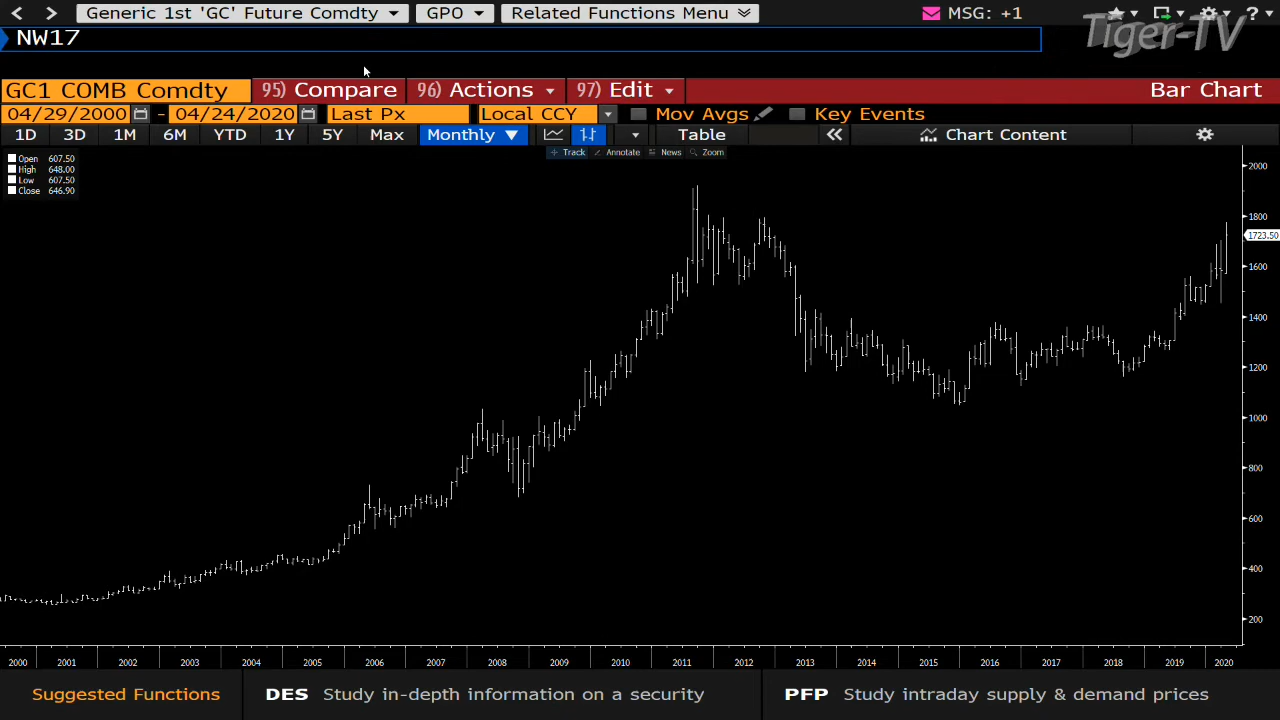 Generic 1st 'GC' Future Comdty GPO Related Functions Menu MSG: +1 ?
NW17
Tiger-TV
GC1 COMB Comdty 95) Compare 96) Actions 97) Edit Bar Chart
04/29/2000 - 04/24/2020 Last Px Local CCY Mov Avgs Key Events
1D 3D 1M 6M YTD 1Y 5Y Max Monthly ▼ Table « Chart Content
Track Annotate News Zoom
Open 607.50
High 648.00
Low 607.50
Close 646.90
2000
1800
1723.50
1600
1400
1200
1000
800
600
400
200
2000 2001 2002 2003 2004 2005 2006 2007 2008 2009 2010 2011 2012 2013 2014 2015 2016 2017 2018 2019 2020
Suggested Functions DES Study in-depth information on a security PFP Study intraday supply & demand prices